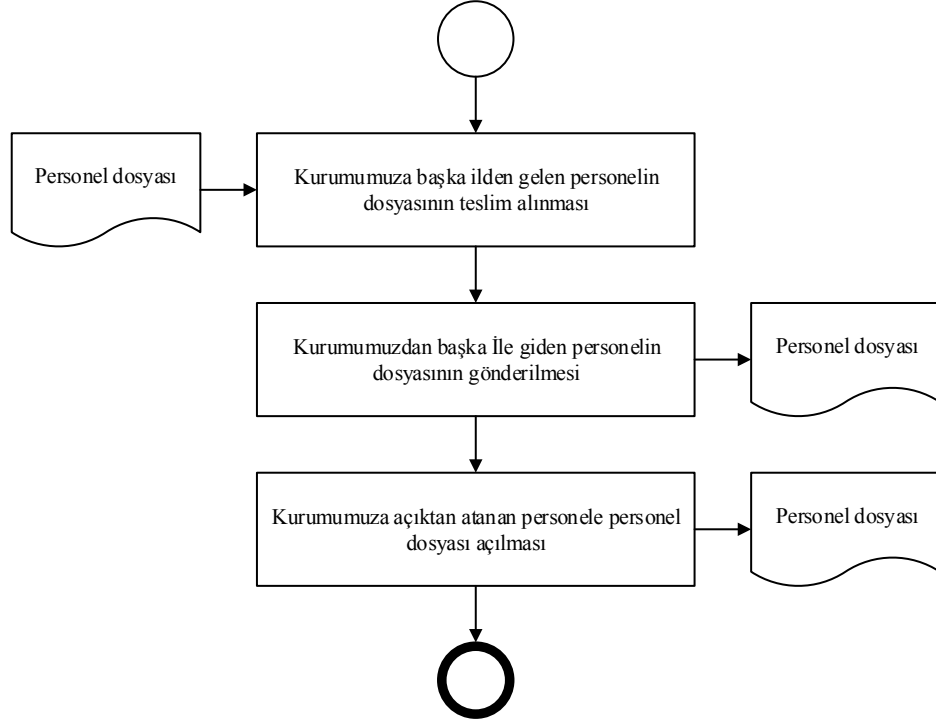 Personel dosyası
Kurumumuza başka ilden gelen personelin
dosyasının teslim alınması
Kurumumuzdan başka İle giden personelin
dosyasının gönderilmesi
Personel dosyası
Kurumumuza açıktan atanan personele personel
dosyası açılması
Personel dosyası